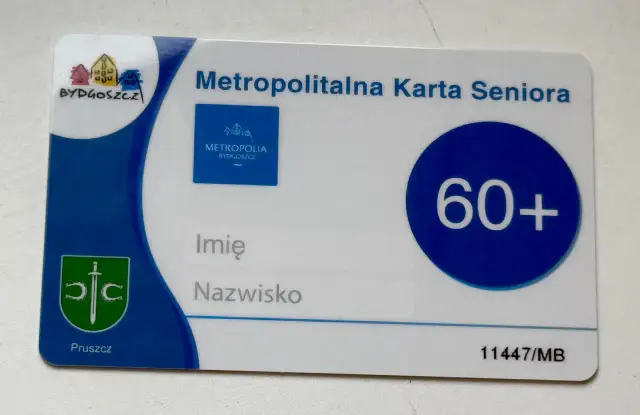 BYDGOSZCZ
Metropolitalna Karta Seniora
METROPOLIA
BYDGOSZCZ
60+
Imię
Nazwisko
Pruszcz
11447/MB